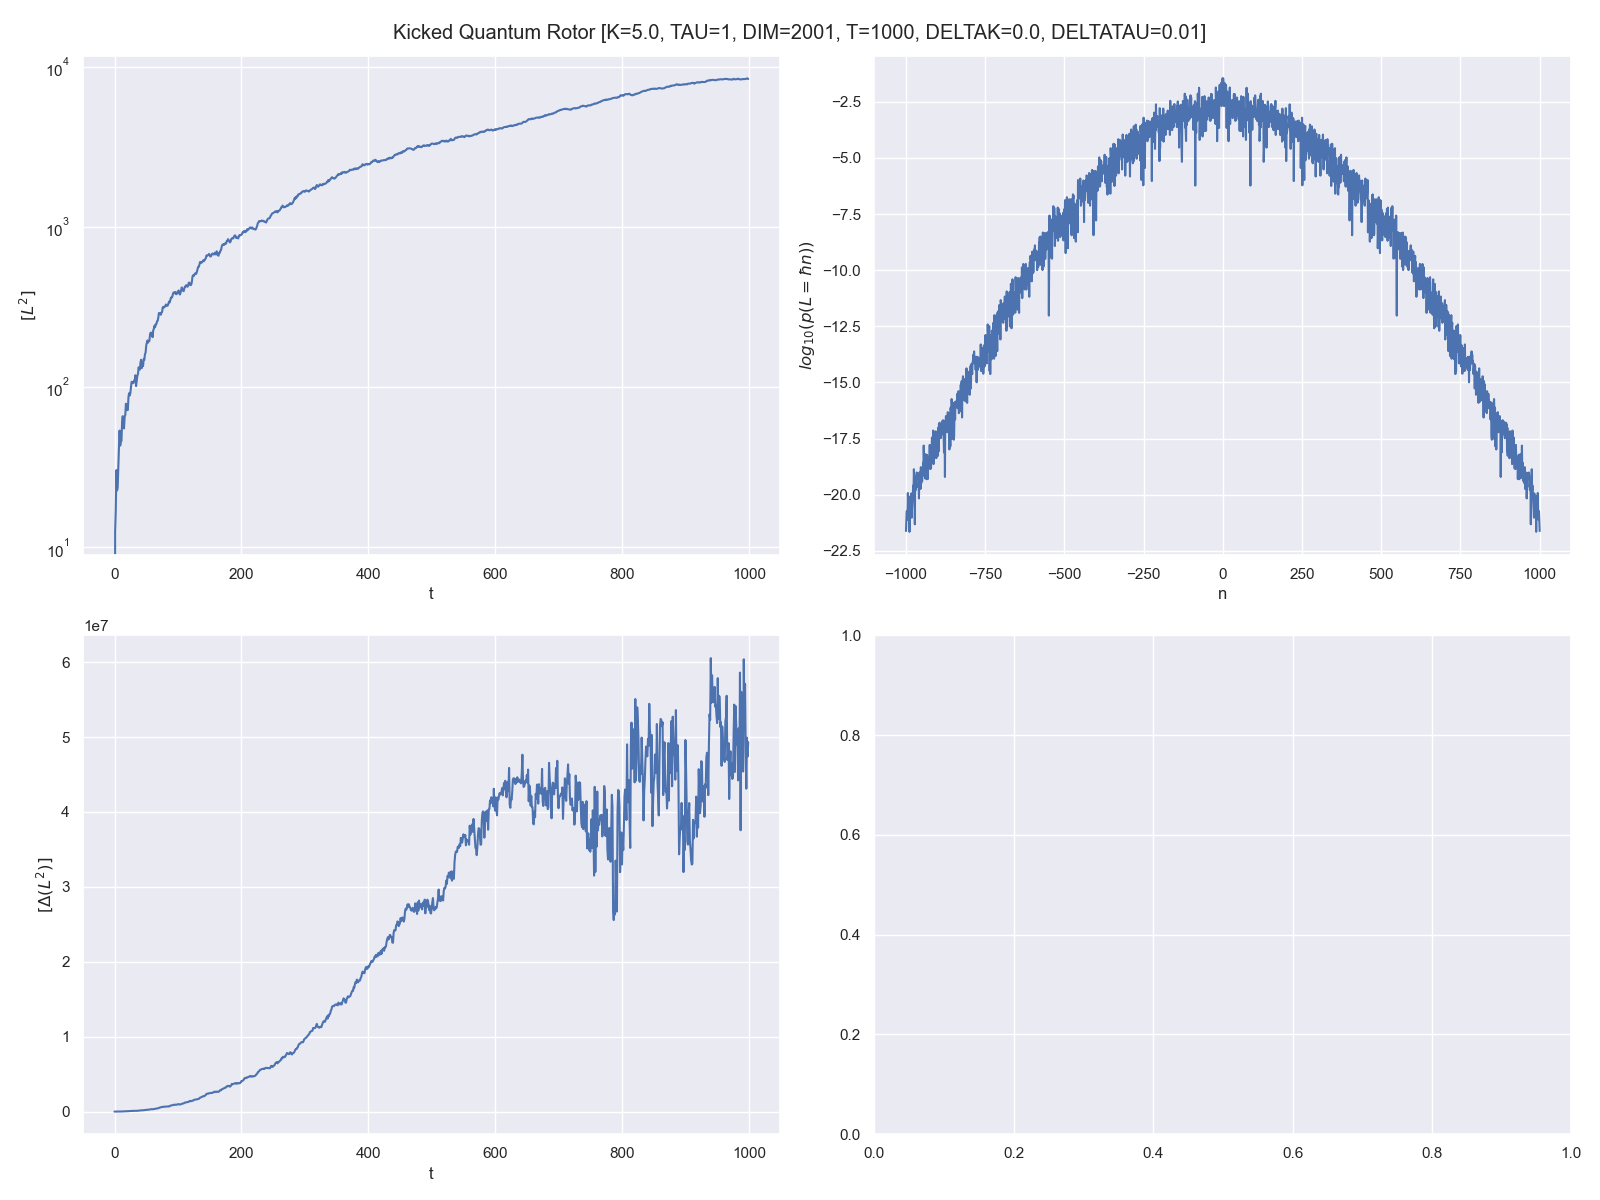 Kicked Quantum Rotor [K=5.0, TAU=1, DIM=2001, T=1000, DELTAK=0.0, DELTATAU=0.01]
10^4
10^3
10^2
10^1
[L^2]
0 200 400 600 800 1000
t
−2.5
−5.0
−7.5
−10.0
−12.5
−15.0
−17.5
−20.0
−22.5
log_10(p(L = ℏn))
−1000 −750 −500 −250 0 250 500 750 1000
n
1e7
6
5
4
3
2
1
0
[Δ(L^2)]
0 200 400 600 800 1000
t
1.0
0.8
0.6
0.4
0.2
0.0
0.0 0.2 0.4 0.6 0.8 1.0